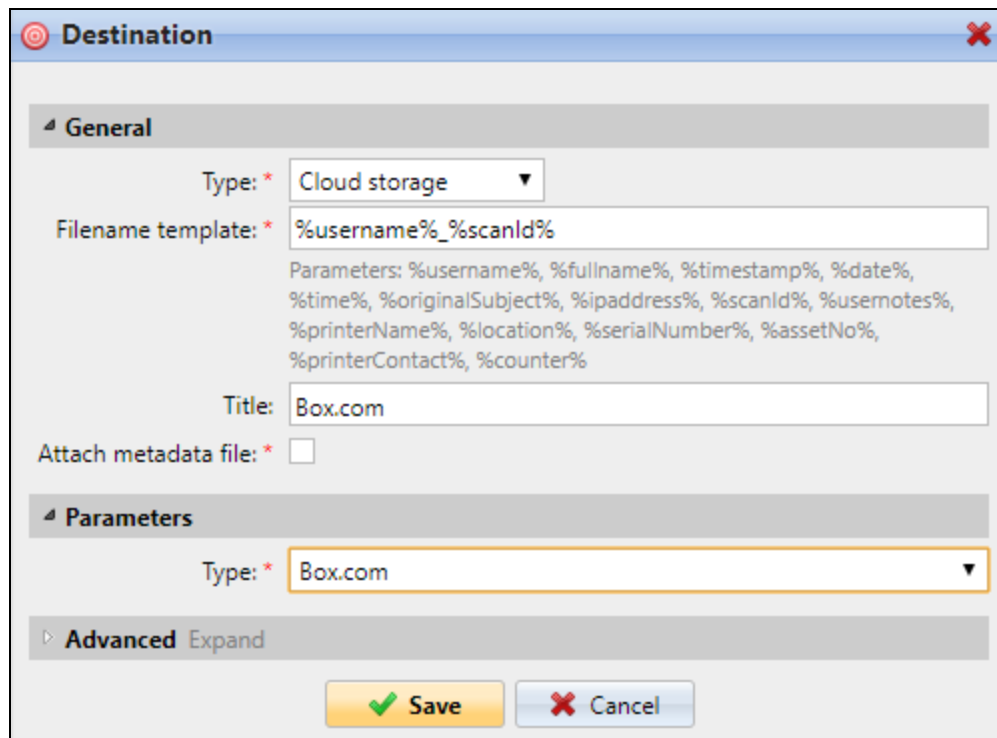 Destination
General
Type: * Cloud storage
Filename template: * %username%_%scanId%
Parameters: %username%, %fullname%, %timestamp%, %date%,
%time%, %originalSubject%, %ipaddress%, %scanId%, %usernotes%,
%printerName%, %location%, %serialNumber%, %assetNo%,
%printerContact%, %counter%
Title: Box.com
Attach metadata file: *
Parameters
Type: * Box.com
Advanced Expand
Save Cancel